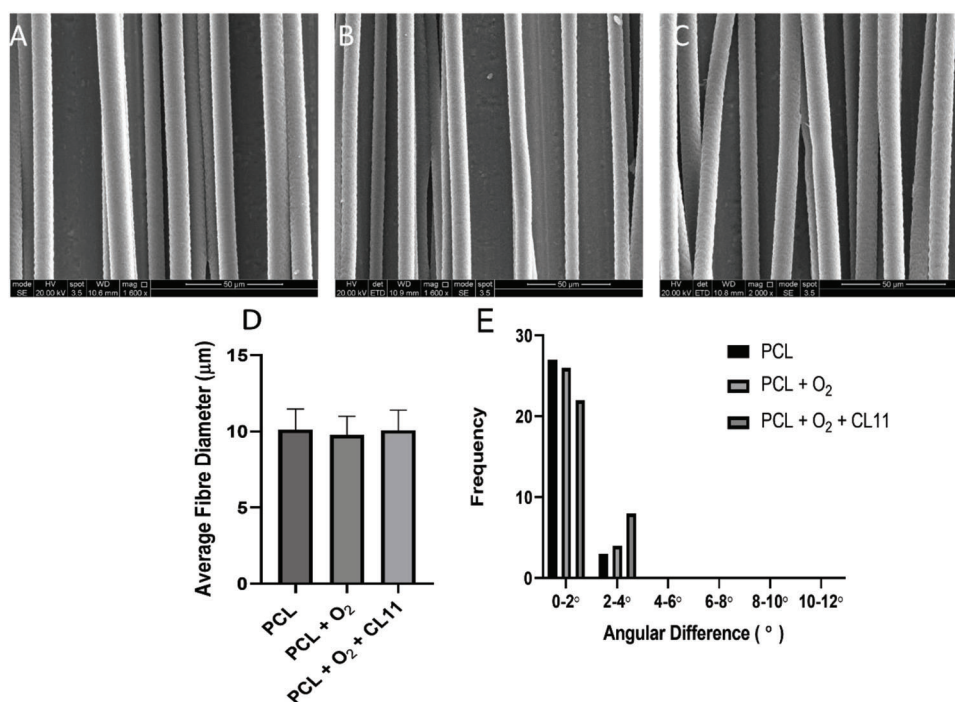 A
B
C
mode HV spot WD mag □ 50 µm
SE 20.00 kV 3.5 10.6 mm 1 600 x
HV det WD mag □ mode spot 50 µm
20.00 kV ETD 10.9 mm 1 600 x SE 3.5
HV det WD mag □ mode spot 50 µm
20.00 kV ETD 10.8 mm 2 000 x SE 3.5
D
Average Fibre Diameter (µm)
15
10
5
0
PCL
PCL + O₂
PCL + O₂ + CL11
E
Frequency
30
20
10
0
0-2°
2-4°
4-6°
6-8°
8-10°
10-12°
Angular Difference ( ° )
PCL
PCL + O₂
PCL + O₂ + CL11